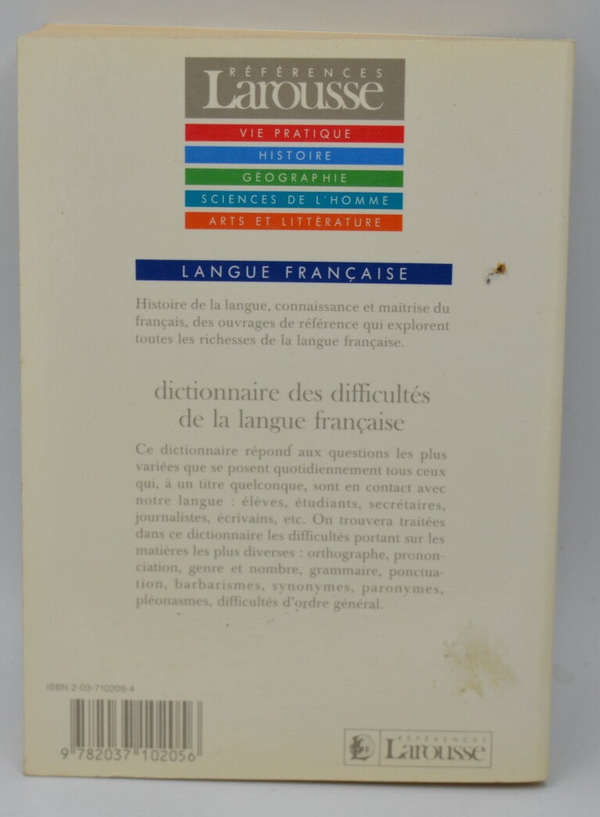 RÉFÉRENCES
Larousse
VIE PRATIQUE
HISTOIRE
GÉOGRAPHIE
SCIENCES DE L'HOMME
ARTS ET LITTÉRATURE
LANGUE FRANÇAISE
Histoire de la langue, connaissance et maîtrise du
français, des ouvrages de référence qui explorent
toutes les richesses de la langue française.
dictionnaire des difficultés
de la langue française
Ce dictionnaire répond aux questions les plus
variées que se posent quotidiennement tous ceux
qui, à un titre quelconque, sont en contact avec
notre langue : élèves, étudiants, secrétaires,
journalistes, écrivains, etc. On trouvera traitées
dans ce dictionnaire les difficultés portant sur les
matières les plus diverses : orthographe, pronon-
ciation, genre et nombre, grammaire, ponctua-
tion, barbarismes, synonymes, paronymes,
pléonasmes, difficultés d'ordre général.
ISBN 2-03-710205-4
9 782037 102056
RÉFÉRENCES
Larousse